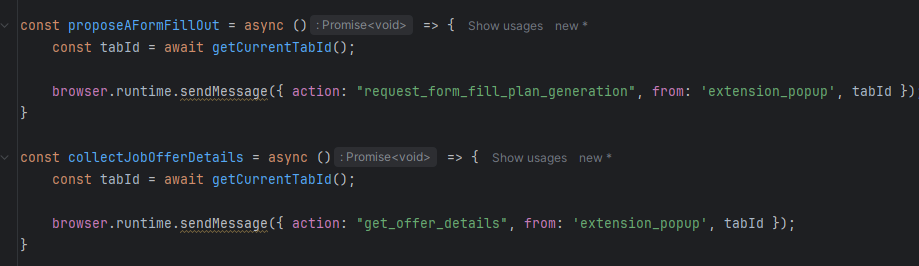 const proposeAFormFillOut = async () : Promise<void> => { Show usages new *
    const tabId = await getCurrentTabId();

    browser.runtime.sendMessage({ action: "request_form_fill_plan_generation", from: 'extension_popup', tabId })
}

const collectJobOfferDetails = async () : Promise<void> => { Show usages new *
    const tabId = await getCurrentTabId();

    browser.runtime.sendMessage({ action: "get_offer_details", from: 'extension_popup', tabId });
}